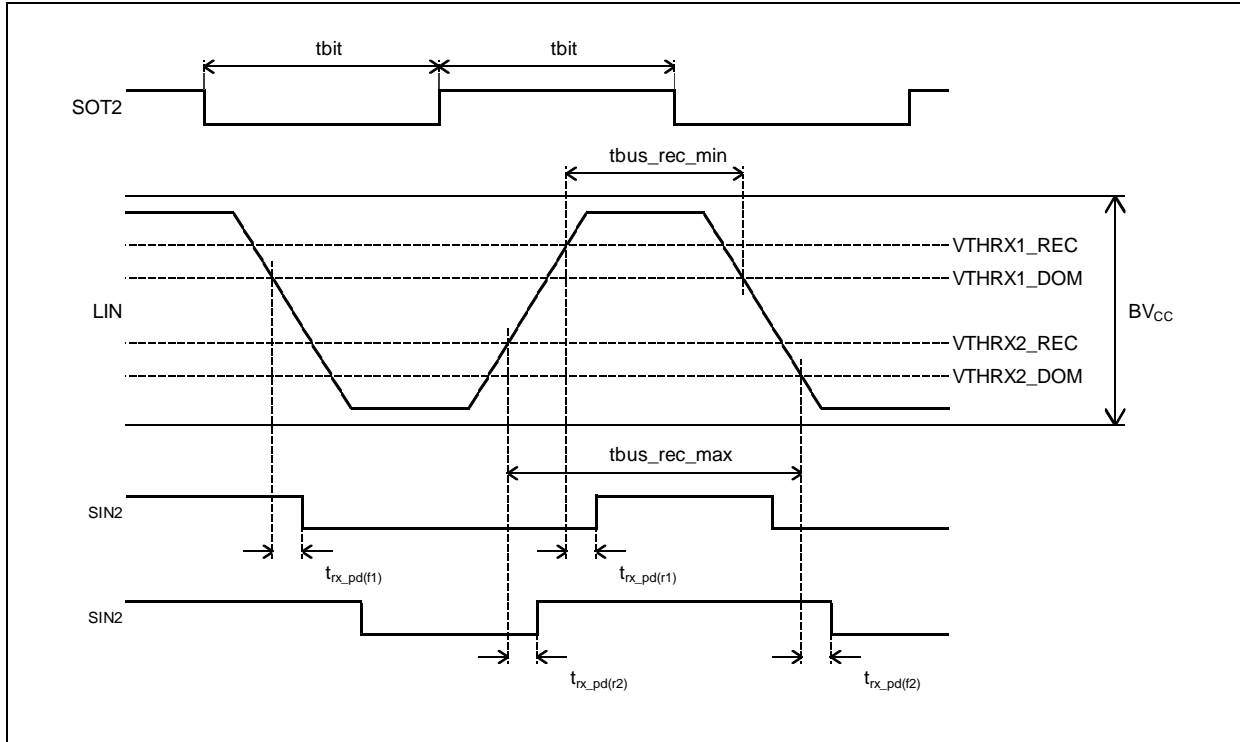 tbit
tbit
SOT2
tbus_rec_min
VTHRX1_REC
VTHRX1_DOM
LIN
BVCC
VTHRX2_REC
VTHRX2_DOM
tbus_rec_max
SIN2
trx_pd(f1)
trx_pd(r1)
SIN2
trx_pd(r2)
trx_pd(f2)